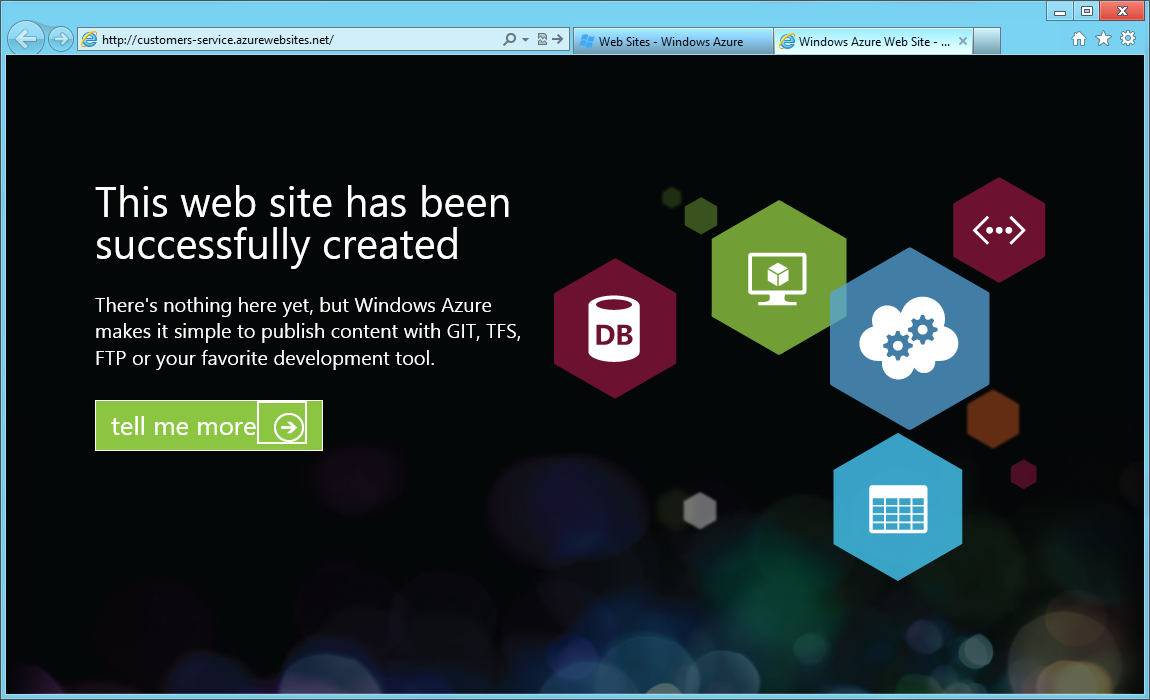 http://customers-service.azurewebsites.net/
Web Sites - Windows Azure
Windows Azure Web Site - ...
This web site has been
successfully created
There's nothing here yet, but Windows Azure
makes it simple to publish content with GIT, TFS,
FTP or your favorite development tool.
tell me more
DB